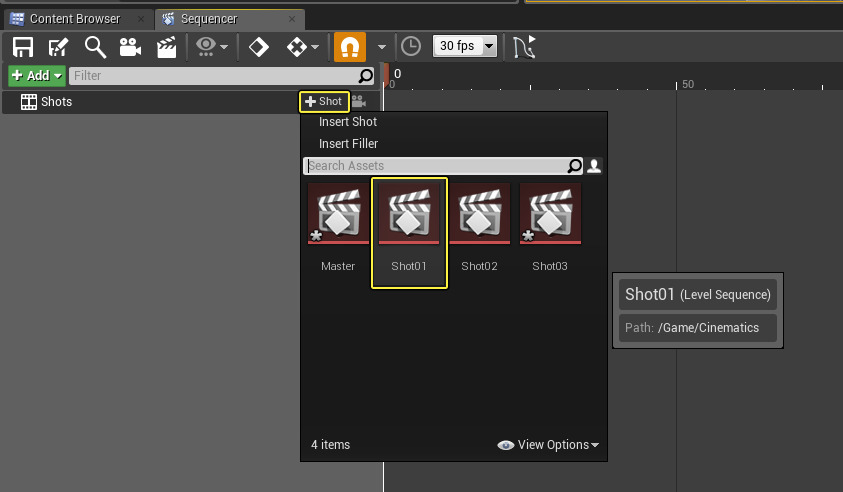 Content Browser
Sequencer
30 fps
Add
Filter
0
0
50
Shots
Shot
Insert Shot
Insert Filler
Search Assets
Master
Shot01
Shot02
Shot03
Shot01 (Level Sequence)
Path: /Game/Cinematics
4 items
View Options